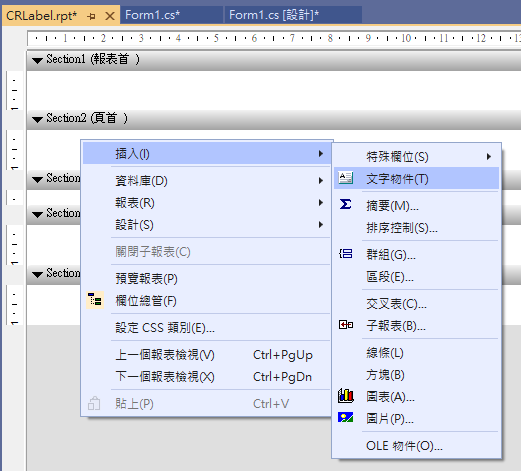 CRLabel.rpt*
Form1.cs*
Form1.cs [設計]*
1 2 3 4 5 6 7 8 9 10 11 12 13
Section1 (報表首 )
Section2 (頁首 )
Section
Section
Section
插入(I)
資料庫(D)
報表(R)
設計(S)
關閉子報表(C)
預覽報表(P)
欄位總管(F)
設定 CSS 類別(E)...
上一個報表檢視(V) Ctrl+PgUp
下一個報表檢視(X) Ctrl+PgDn
貼上(P) Ctrl+V
特殊欄位(S)
文字物件(T)
摘要(M)...
排序控制(S)...
群組(G)...
區段(E)...
交叉表(C)...
子報表(B)...
線條(L)
方塊(B)
圖表(A)...
圖片(P)...
OLE 物件(O)...